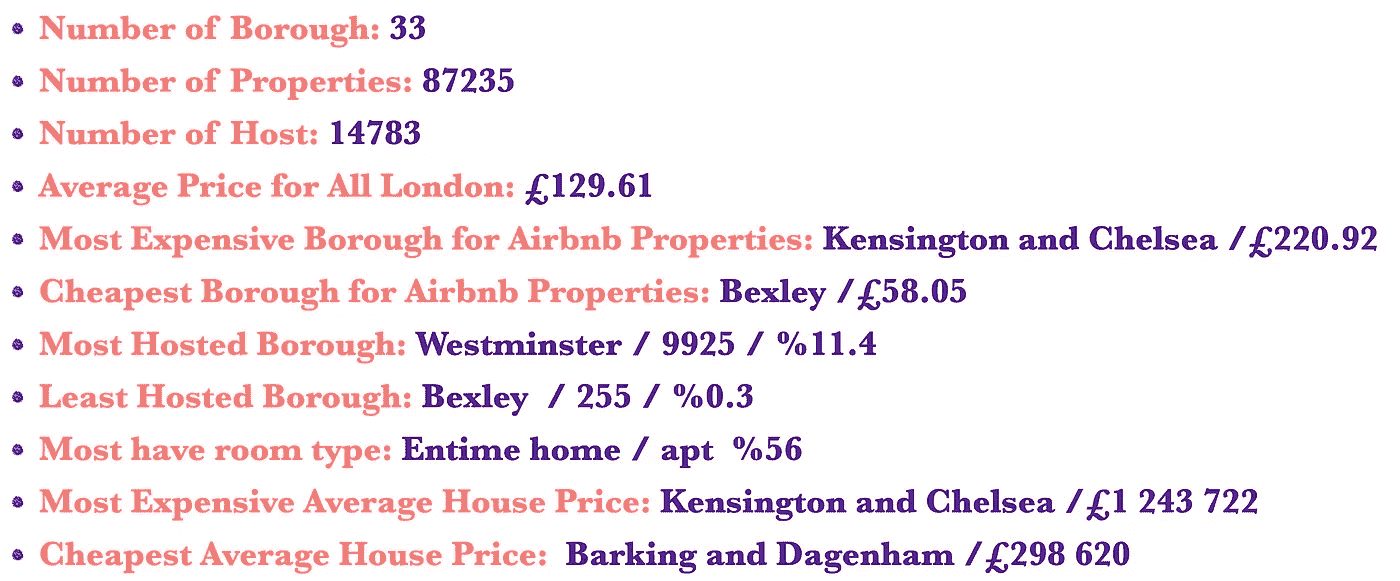 • Number of Borough: 33
• Number of Properties: 87235
• Number of Host: 14783
• Average Price for All London: £129.61
• Most Expensive Borough for Airbnb Properties: Kensington and Chelsea /£220.92
• Cheapest Borough for Airbnb Properties: Bexley /£58.05
• Most Hosted Borough: Westminster / 9925 / %11.4
• Least Hosted Borough: Bexley  / 255 / %0.3
• Most have room type: Entime home / apt  %56
• Most Expensive Average House Price: Kensington and Chelsea /£1 243 722
• Cheapest Average House Price:  Barking and Dagenham /£298 620